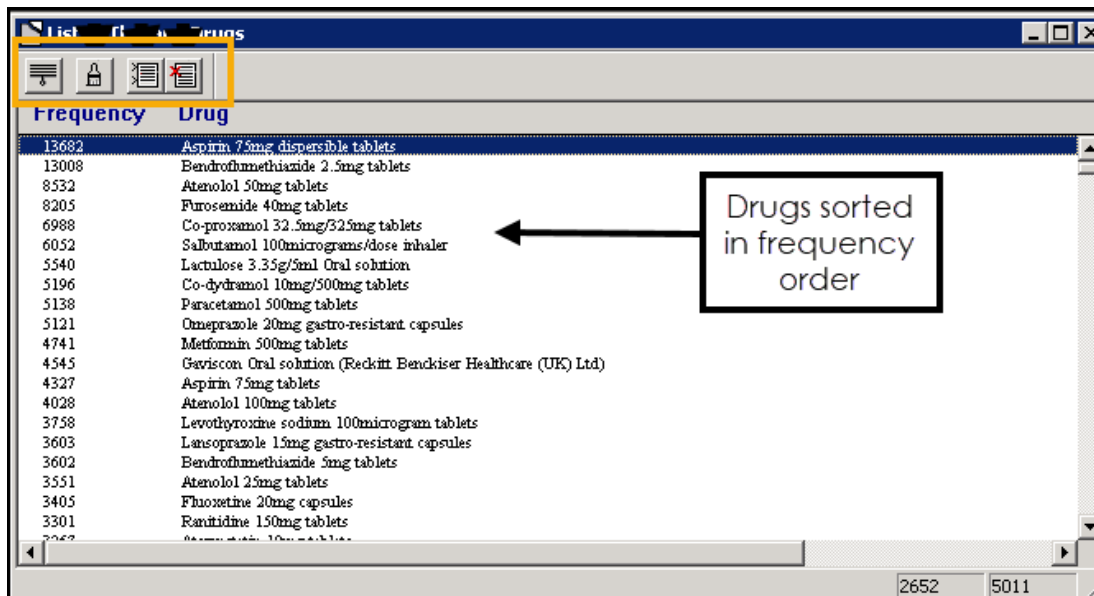 List Drugs
Frequency Drug
13682 Aspirin 75mg dispersible tablets
13008 Bendroflumethiazide 2.5mg tablets
8532 Atenolol 50mg tablets
8205 Furosemide 40mg tablets
6988 Co-proxamol 32.5mg/325mg tablets
6052 Salbutamol 100micrograms/dose inhaler
5540 Lactulose 3.35g/5ml Oral solution
5196 Co-dydramol 10mg/500mg tablets
5138 Paracetamol 500mg tablets
5121 Omeprazole 20mg gastro-resistant capsules
4741 Metformin 500mg tablets
4545 Gaviscon Oral solution (Reckitt Benckiser Healthcare (UK) Ltd)
4327 Aspirin 75mg tablets
4028 Atenolol 100mg tablets
3758 Levothyroxine sodium 100microgram tablets
3603 Lansoprazole 15mg gastro-resistant capsules
3602 Bendroflumethiazide 5mg tablets
3551 Atenolol 25mg tablets
3405 Fluoxetine 20mg capsules
3301 Ranitidine 150mg tablets
Drugs sorted
in frequency
order
2652 5011